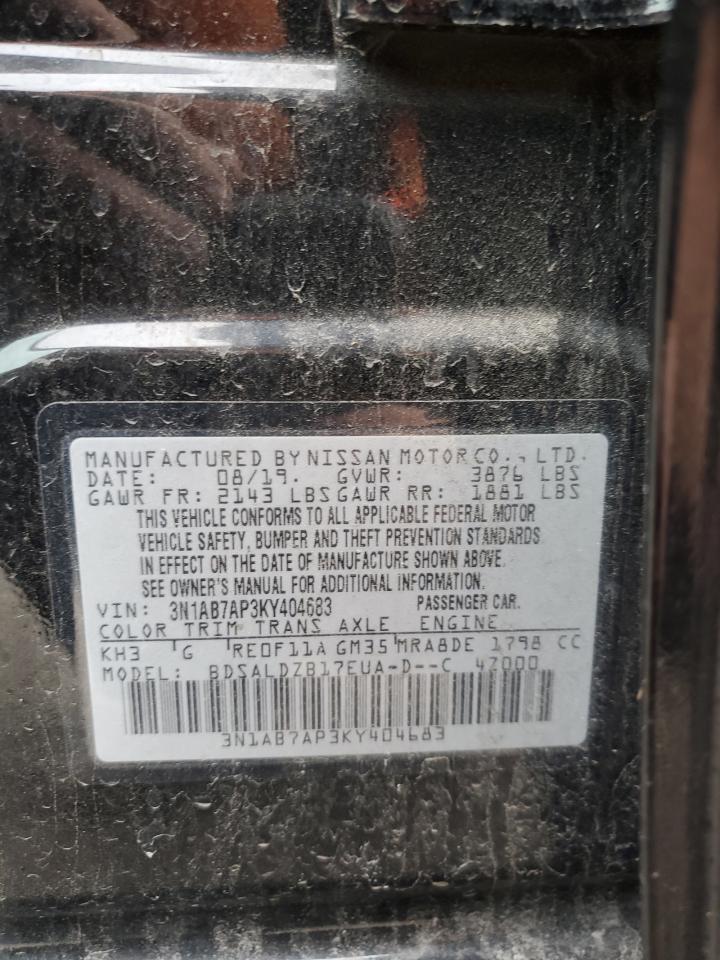 MANUFACTURED BY NISSAN MOTOR CO., LTD.
DATE: 08/19. GVWR: 3876 LBS
GAWR FR: 2143 LBS GAWR RR: 1881 LBS
THIS VEHICLE CONFORMS TO ALL APPLICABLE FEDERAL MOTOR
VEHICLE SAFETY, BUMPER AND THEFT PREVENTION STANDARDS
IN EFFECT ON THE DATE OF MANUFACTURE SHOWN ABOVE.
SEE OWNER'S MANUAL FOR ADDITIONAL INFORMATION.
VIN: 3N1AB7AP3KY404683 PASSENGER CAR.
COLOR TRIM TRANS AXLE ENGINE
KH3 G RE0F11A GM35 MRA8DE 1798 CC
MODEL: BDSALDZB17EUA-D--C 4Z000
3N1AB7AP3KY404683